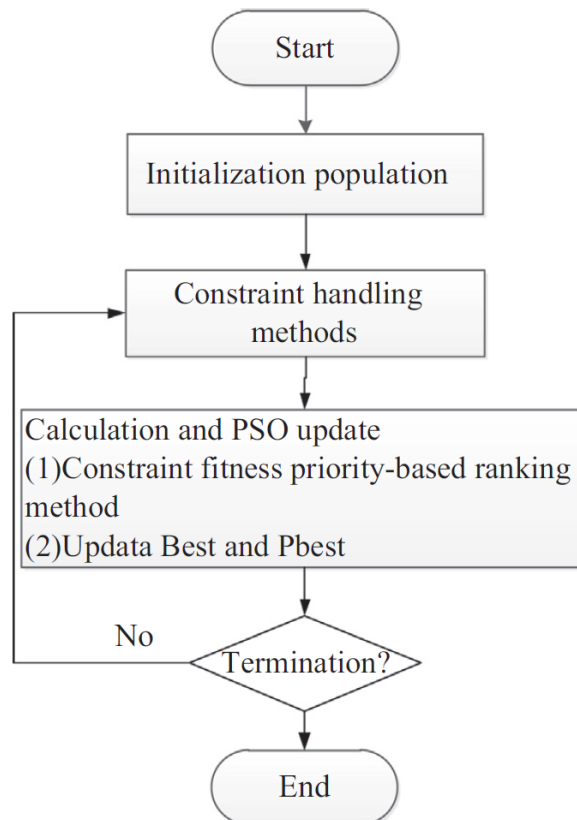 Start
Initialization population
Constraint handling
methods
Calculation and PSO update
(1)Constraint fitness priority-based ranking
method
(2)Updata Best and Pbest
No
Termination?
End